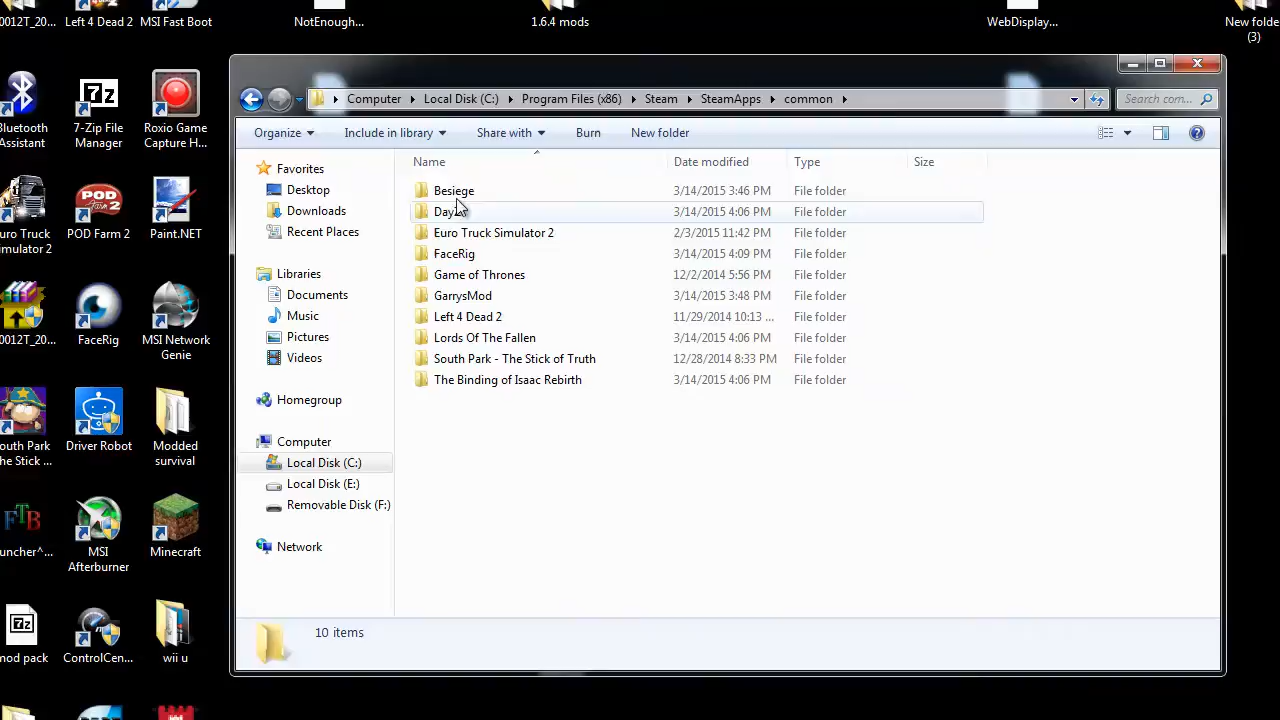 0012T_20...
Left 4 Dead 2
MSI Fast Boot
NotEnough...
1.6.4 mods
WebDisplay...
New folde
(3)
Computer
Local Disk (C:)
Program Files (x86)
Steam
SteamApps
common
Search com...
Organize
Include in library
Share with
Burn
New folder
Name
Date modified
Type
Size
Favorites
Desktop
Downloads
Recent Places
Libraries
Documents
Music
Pictures
Videos
Homegroup
Computer
Local Disk (C:)
Local Disk (E:)
Removable Disk (F:)
Network
Besiege 3/14/2015 3:46 PM File folder
Day 3/14/2015 4:06 PM File folder
Euro Truck Simulator 2 2/3/2015 11:42 PM File folder
FaceRig 3/14/2015 4:09 PM File folder
Game of Thrones 12/2/2014 5:56 PM File folder
GarrysMod 3/14/2015 3:48 PM File folder
Left 4 Dead 2 11/29/2014 10:13 ... File folder
Lords Of The Fallen 3/14/2015 4:06 PM File folder
South Park - The Stick of Truth 12/28/2014 8:33 PM File folder
The Binding of Isaac Rebirth 3/14/2015 4:06 PM File folder
10 items
Bluetooth
Assistant
7z
7-Zip File
Manager
Roxio Game
Capture H...
Euro Truck
imulator 2
POD
FARM 2
POD Farm 2
Paint.NET
0012T_20...
FaceRig
MSI Network
Genie
outh Park
he Stick ...
Driver Robot
Modded
survival
FTB
uncher^...
MSI
Afterburner
Minecraft
7z
mod pack
ControlCen...
wii u